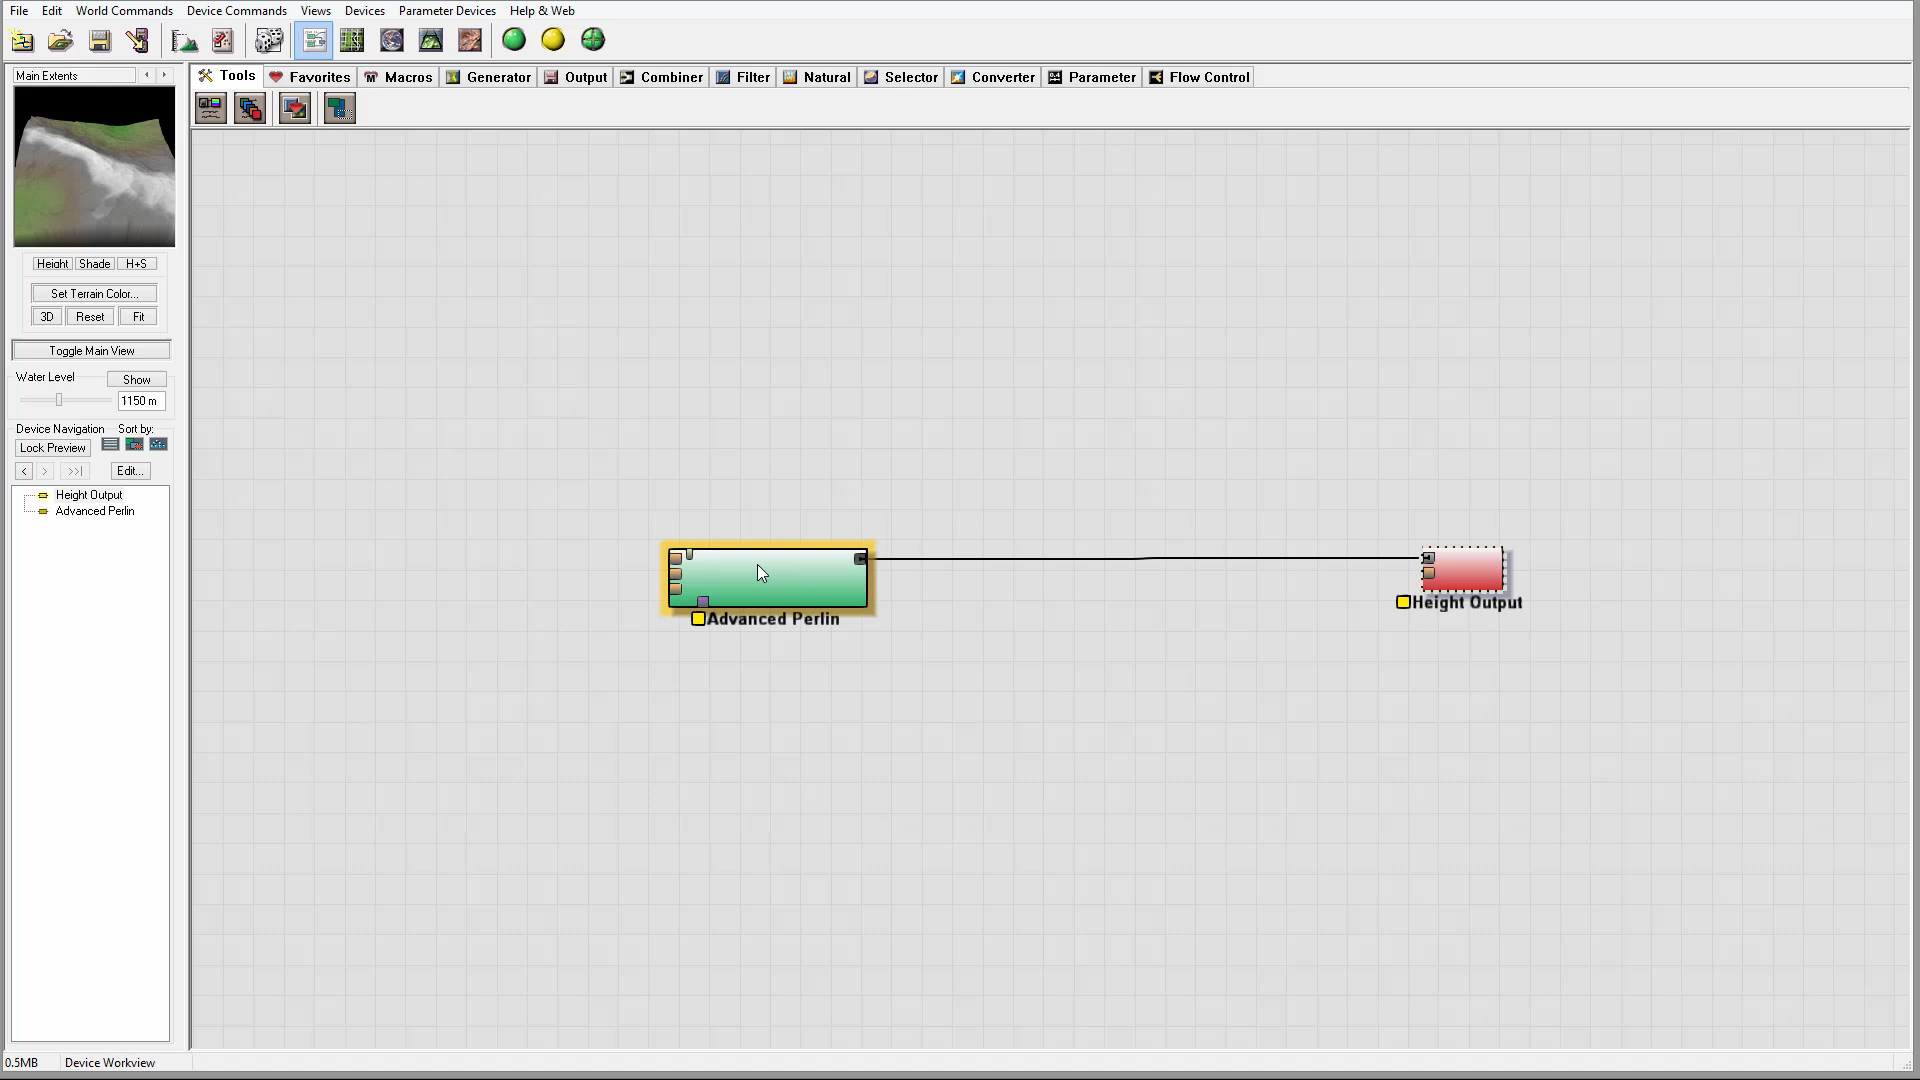 File Edit World Commands Device Commands Views Devices Parameter Devices Help & Web
Main Extents
Tools Favorites Macros Generator Output Combiner Filter Natural Selector Converter Parameter Flow Control
Height Shade H+S
Set Terrain Color...
3D Reset Fit
Toggle Main View
Water Level Show
1150 m
Device Navigation Sort by:
Lock Preview
< > >>| Edit...
Height Output
Advanced Perlin
Advanced Perlin
Height Output
0.5MB Device Workview